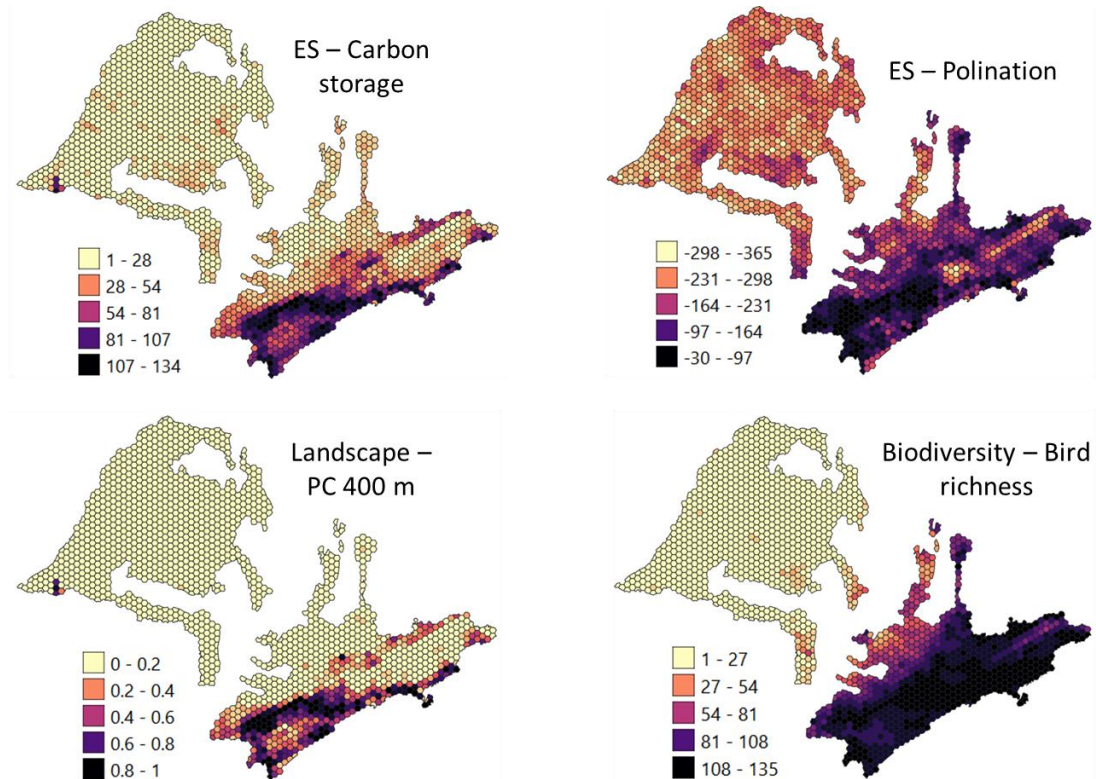 ES – Carbon
storage
1 - 28
28 - 54
54 - 81
81 - 107
107 - 134
ES – Polination
-298 - -365
-231 - -298
-164 - -231
-97 - -164
-30 - -97
Landscape –
PC 400 m
0 - 0.2
0.2 - 0.4
0.4 - 0.6
0.6 - 0.8
0.8 - 1
Biodiversity – Bird
richness
1 - 27
27 - 54
54 - 81
81 - 108
108 - 135